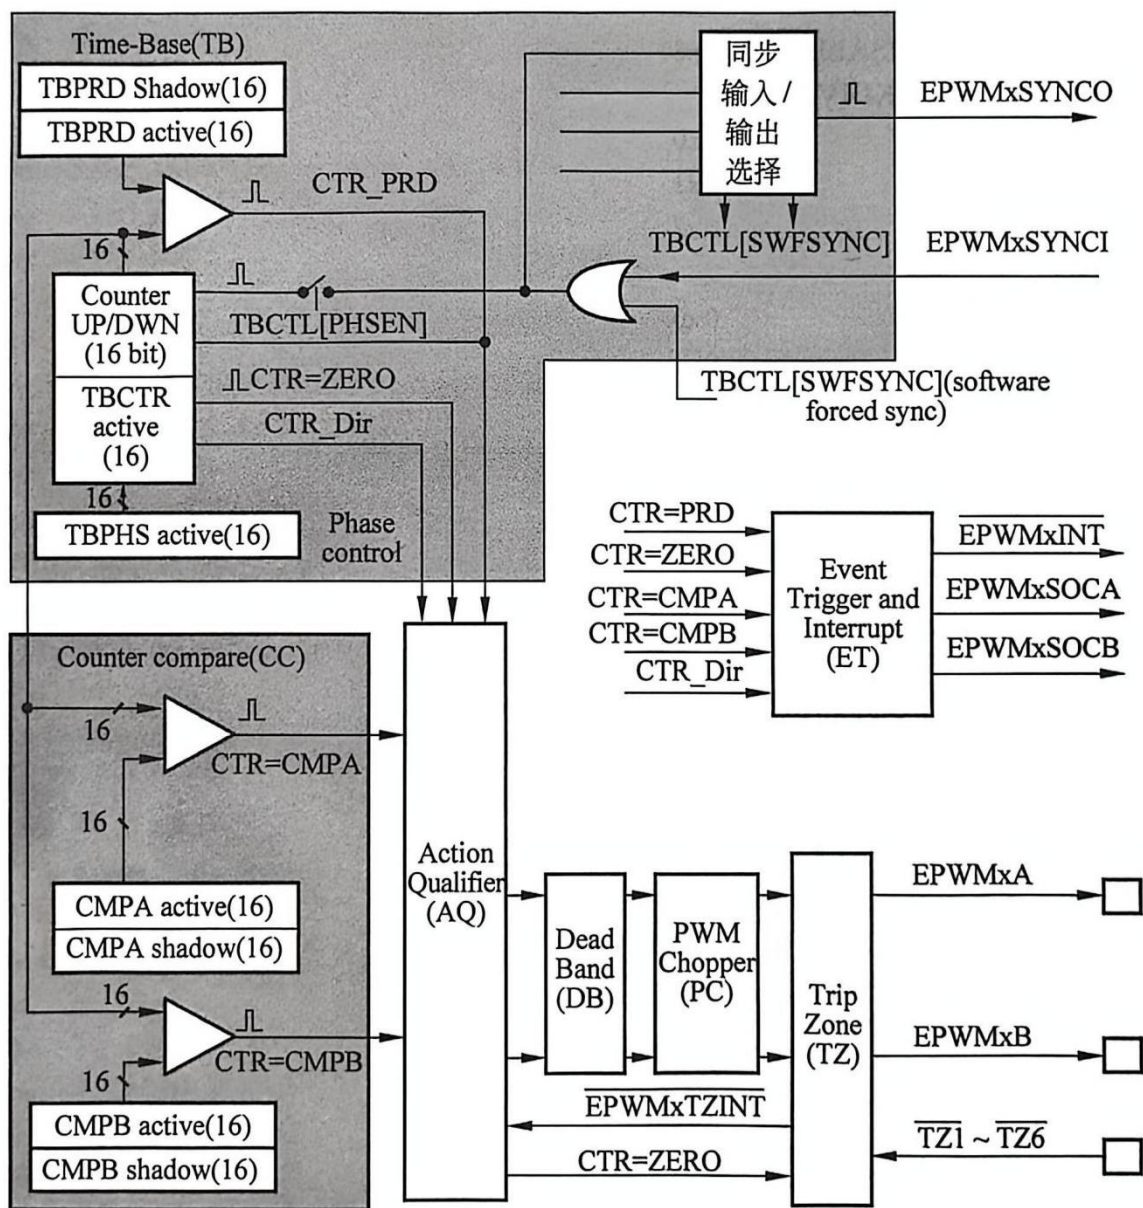 Time-Base(TB)
TBPRD Shadow(16)
TBPRD active(16)
CTR_PRD
16
Counter
UP/DWN
(16 bit)
TBCTR
active
(16)
TBCTL[PHSEN]
CTR=ZERO
CTR_Dir
16
TBPHS active(16)
Phase
control
同步
输入/
输出
选择
TBCTL[SWFSYNC]
EPWMxSYNCO
EPWMxSYNCI
TBCTL[SWFSYNC](software
forced sync)
CTR=PRD
CTR=ZERO
CTR=CMPA
CTR=CMPB
CTR_Dir
Event
Trigger and
Interrupt
(ET)
EPWMxINT
EPWMxSOCA
EPWMxSOCB
Counter compare(CC)
16
CTR=CMPA
16
CMPA active(16)
CMPA shadow(16)
16
CTR=CMPB
16
CMPB active(16)
CMPB shadow(16)
Action
Qualifier
(AQ)
Dead
Band
(DB)
PWM
Chopper
(PC)
Trip
Zone
(TZ)
EPWMxA
EPWMxB
EPWMxTZINT
CTR=ZERO
TZ1 ~ TZ6